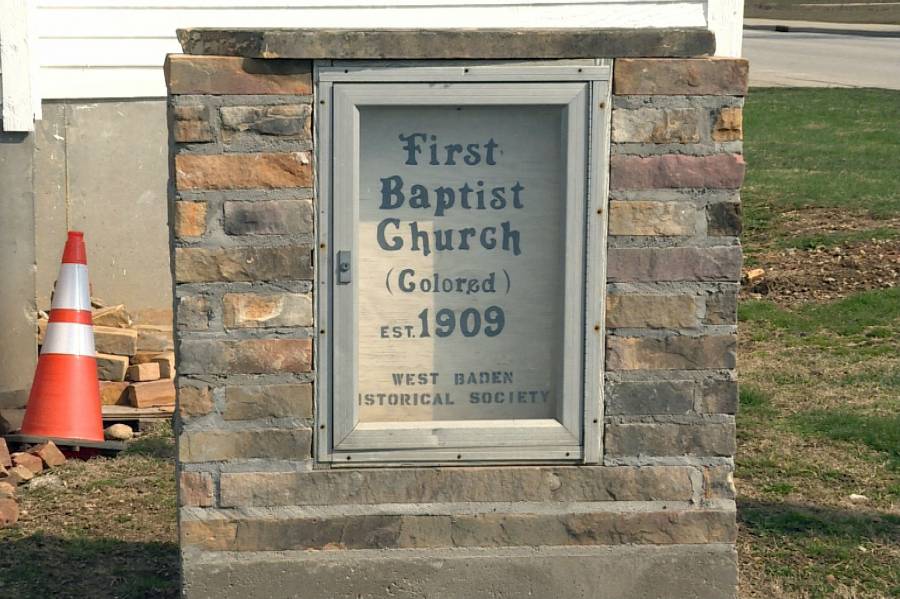 First
Baptist
Church
(Colored)
EST. 1909
WEST BADEN
ISTORICAL SOCIETY